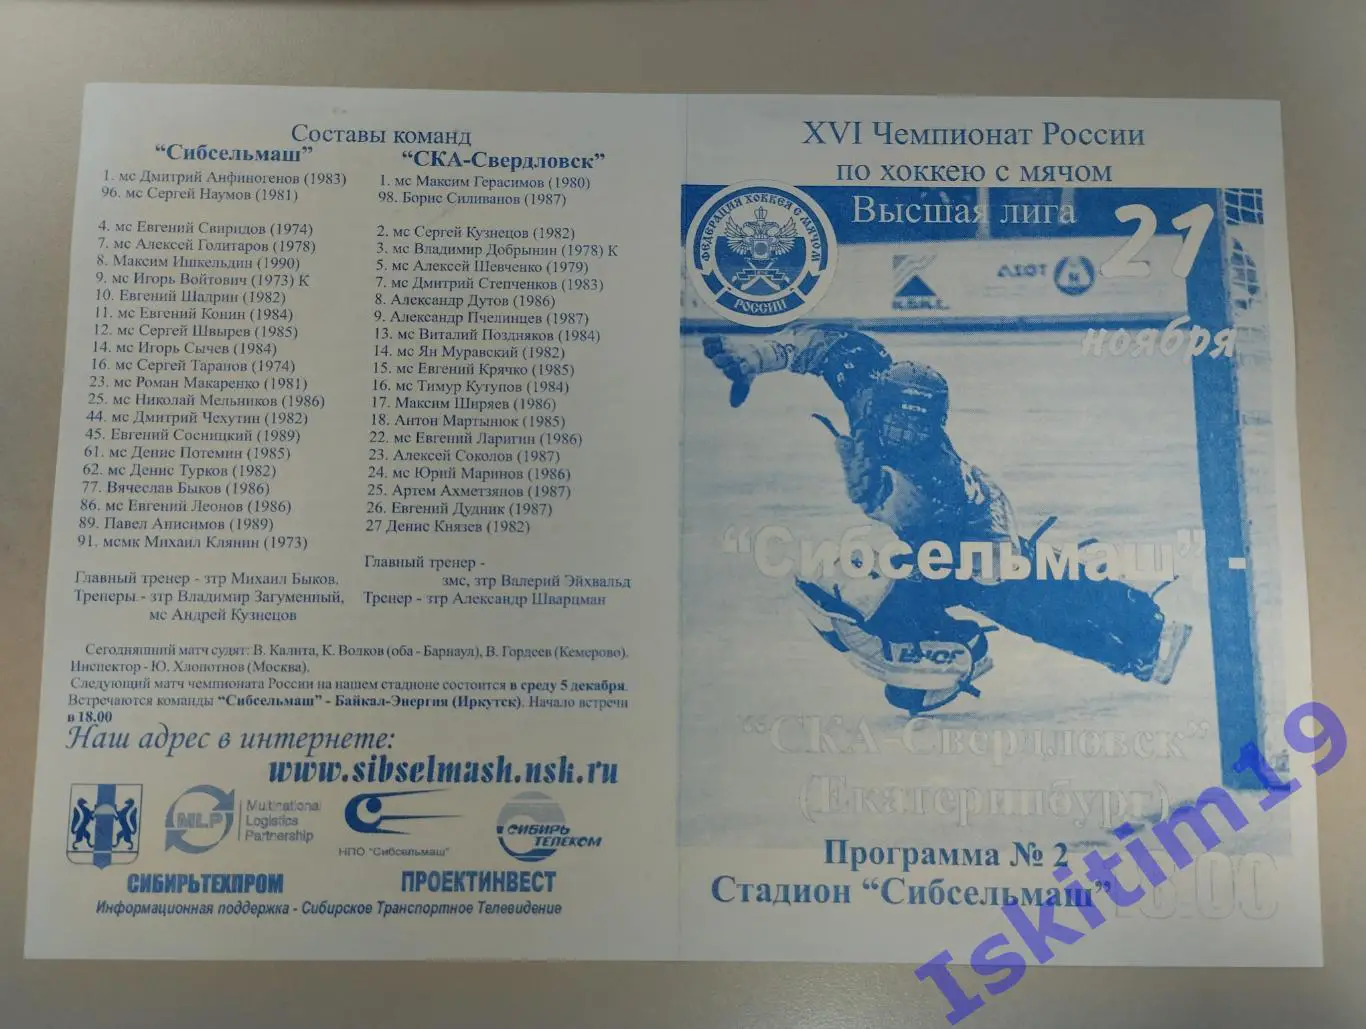 Составы команд
“Сибсельмаш”
1. мс Дмитрий Анфиногенов (1983)
96. мс Сергей Наумов (1981)
4. мс Евгений Свиридов (1974)
7. мс Алексей Голитаров (1978)
8. Максим Ишкельдин (1990)
9. мс Игорь Войтович (1973) К
10. Евгений Шадрин (1982)
11. мс Евгений Конин (1984)
12. мс Сергей Швырев (1985)
14. мс Игорь Сычев (1984)
16. мс Сергей Таранов (1974)
23. мс Роман Макаренко (1981)
25. мс Николай Мельников (1986)
44. мс Дмитрий Чехутин (1982)
45. Евгений Сосницкий (1989)
61. мс Денис Потемин (1985)
62. мс Денис Турков (1982)
77. Вячеслав Быков (1986)
86. мс Евгений Леонов (1986)
89. Павел Анисимов (1989)
91. мсмк Михаил Клянин (1973)
Главный тренер - зтр Михаил Быков.
Тренеры - зтр Владимир Загуменный,
мс Андрей Кузнецов
“СКА-Свердловск”
1. мс Максим Герасимов (1980)
98. Борис Силиванов (1987)
2. мс Сергей Кузнецов (1982)
3. мс Владимир Добрынин (1978) К
5. мс Алексей Шевченко (1979)
7. мс Дмитрий Степченков (1983)
8. Александр Дутов (1986)
9. Александр Пчелинцев (1987)
13. мс Виталий Поздняков (1984)
14. мс Ян Муравский (1982)
15. мс Евгений Крячко (1985)
16. мс Тимур Кутупов (1984)
17. Максим Ширяев (1986)
18. Антон Мартынюк (1985)
22. мс Евгений Ларигин (1986)
23. Алексей Соколов (1987)
24. мс Юрий Маринов (1986)
25. Артем Ахметзянов (1987)
26. Евгений Дудник (1987)
27 Денис Князев (1982)
Главный тренер -
змс, зтр Валерий Эйхвальд
Тренер - зтр Александр Шварцман
Сегодняшний матч судят: В. Калита, К. Волков (оба - Барнаул), В. Гордеев (Кемерово).
Инспектор - Ю. Хлопотнов (Москва).
Следующий матч чемпионата России на нашем стадионе состоится в среду 5 декабря.
Встречаются команды “Сибсельмаш” - Байкал-Энергия (Иркутск). Начало встречи
в 18.00
Наш адрес в интернете:
www.sibselmash.nsk.ru
MLP
Multinational
Logistics
Partnership
НПО “Сибсельмаш”
СИБИРЬ
ТЕЛЕКОМ
СИБИРЬТЕХПРОМ
ПРОЕКТИНВЕСТ
Информационная поддержка - Сибирское Транспортное Телевидение
XVI Чемпионат России
по хоккею с мячом
Высшая лига
ФЕДЕРАЦИЯ ХОККЕЯ С МЯЧОМ
РОССИИ
21
ноября
“Сибсельмаш” -
“СКА-Свердловск”
(Екатеринбург)
Программа № 2
Стадион “Сибсельмаш”
Iskitim19